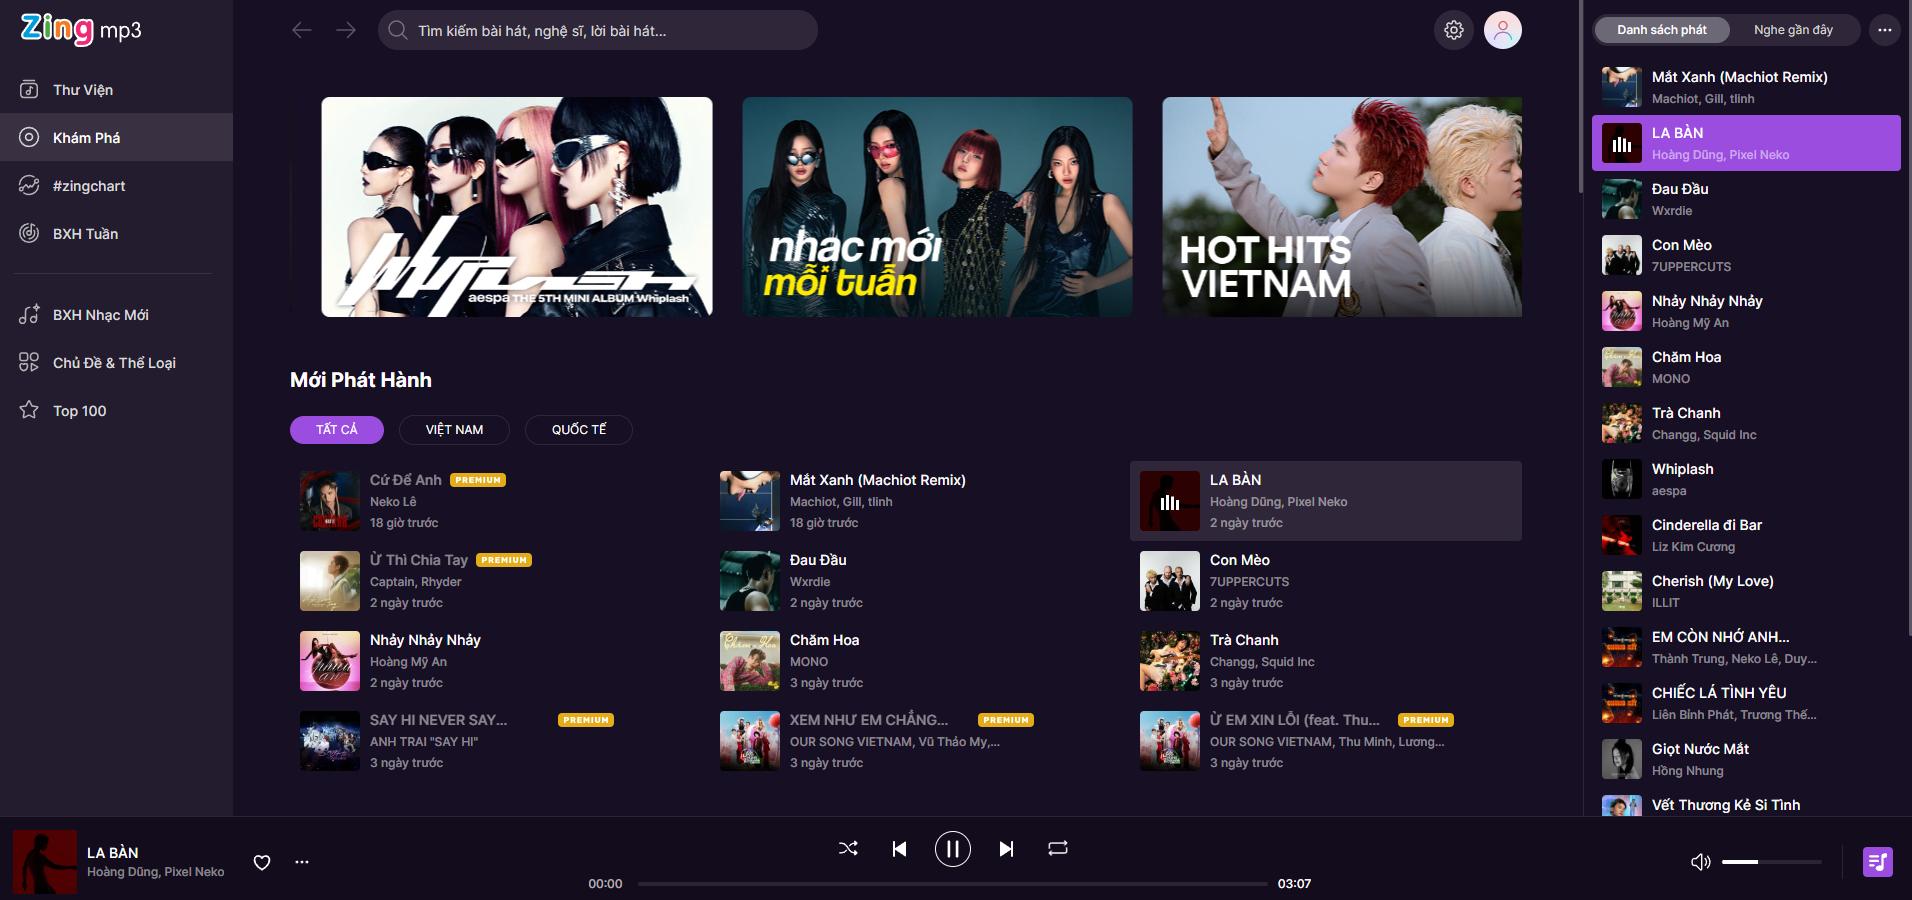 Zing mp3
Thư Viện
Khám Phá
#zingchart
BXH Tuần
BXH Nhạc Mới
Chủ Đề & Thể Loại
Top 100
Tìm kiếm bài hát, nghệ sĩ, lời bài hát...
Whiplash
aespa THE 5TH MINI ALBUM Whiplash
nhạc mới
mỗi tuần
HOT HITS
VIETNAM
Mới Phát Hành
TẤT CẢ
VIỆT NAM
QUỐC TẾ
Cứ Để Anh PREMIUM
Neko Lê
18 giờ trước
Mắt Xanh (Machiot Remix)
Machiot, Gill, tlinh
18 giờ trước
LA BÀN
Hoàng Dũng, Pixel Neko
2 ngày trước
Ừ Thì Chia Tay PREMIUM
Captain, Rhyder
2 ngày trước
Đau Đầu
Wxrdie
2 ngày trước
Con Mèo
7UPPERCUTS
2 ngày trước
Nhảy Nhảy Nhảy
Hoàng Mỹ An
2 ngày trước
Chăm Hoa
MONO
3 ngày trước
Trà Chanh
Changg, Squid Inc
3 ngày trước
SAY HI NEVER SAY... PREMIUM
ANH TRAI "SAY HI"
3 ngày trước
XEM NHƯ EM CHẲNG... PREMIUM
OUR SONG VIETNAM, Vũ Thảo My,...
3 ngày trước
Ừ EM XIN LỖI (feat. Thu... PREMIUM
OUR SONG VIETNAM, Thu Minh, Lương...
3 ngày trước
Danh sách phát
Nghe gần đây
Mắt Xanh (Machiot Remix)
Machiot, Gill, tlinh
LA BÀN
Hoàng Dũng, Pixel Neko
Đau Đầu
Wxrdie
Con Mèo
7UPPERCUTS
Nhảy Nhảy Nhảy
Hoàng Mỹ An
Chăm Hoa
MONO
Trà Chanh
Changg, Squid Inc
Whiplash
aespa
Cinderella đi Bar
Liz Kim Cương
Cherish (My Love)
ILLIT
EM CÒN NHỚ ANH...
Thành Trung, Neko Lê, Duy...
CHIẾC LÁ TÌNH YÊU
Liên Bỉnh Phát, Trương Thế...
Giọt Nước Mắt
Hồng Nhung
Vết Thương Kẻ Si Tình
LA BÀN
Hoàng Dũng, Pixel Neko
00:00
03:07